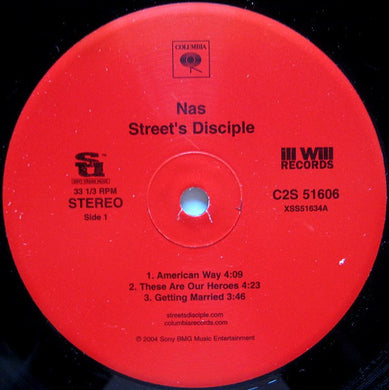 COLUMBIA
Nas
Street's Disciple
33 1/3 RPM
STEREO
Side 1
ill Will
RECORDS
C2S 51606
XSS51634A
1. American Way 4:09
2. These Are Our Heroes 4:23
3. Getting Married 3:46
streetsdisciple.com
columbiarecords.com
℗ 2004 Sony BMG Music Entertainment